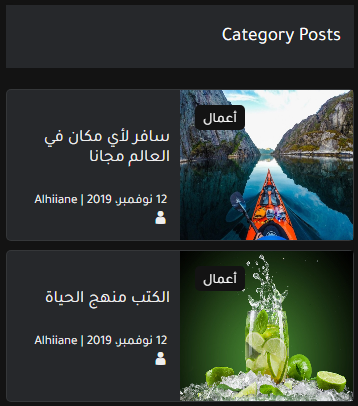 Category Posts
أعمال
سافر لأي مكان في
العالم مجانا
12 نوفمبر، 2019 | Alhiiane
أعمال
الكتب منهج الحياة
12 نوفمبر، 2019 | Alhiiane